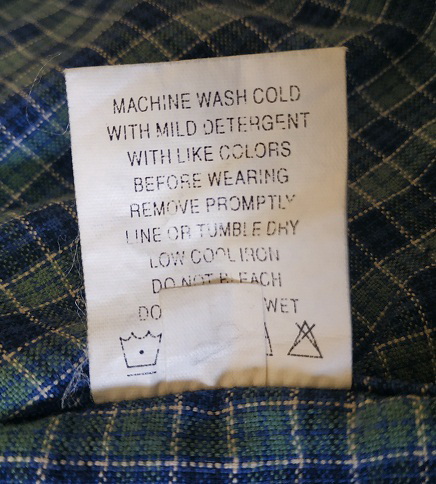 MACHINE WASH COLD
WITH MILD DETERGENT
WITH LIKE COLORS
BEFORE WEARING
REMOVE PROMPTLY
LINE OR TUMBLE DRY
LOW COOL IRON
DO NOT BLEACH
DO WET